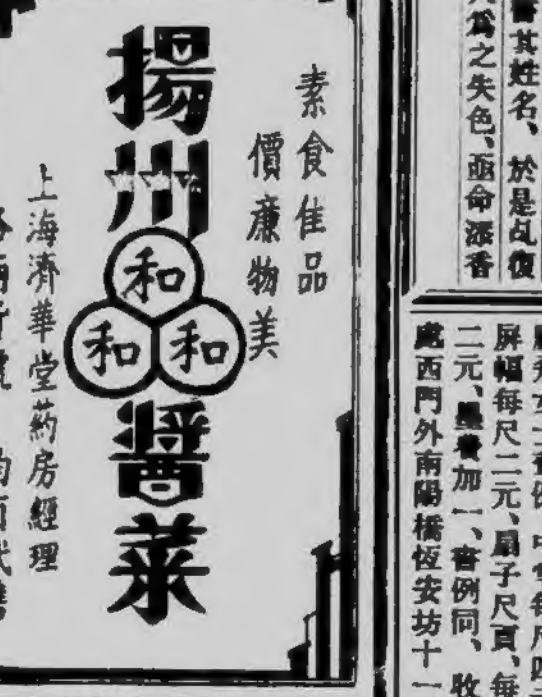 素食佳品
價廉物美
揚州
和
和
和
醬菜
上海濟華堂葯房經理
其姓名、於是乩復
為之失色、亟命添香
屏幅每尺二元、扇子尺頁、每
二元、墨費加一、書例同、收
處西門外南陽橋恆安坊十一